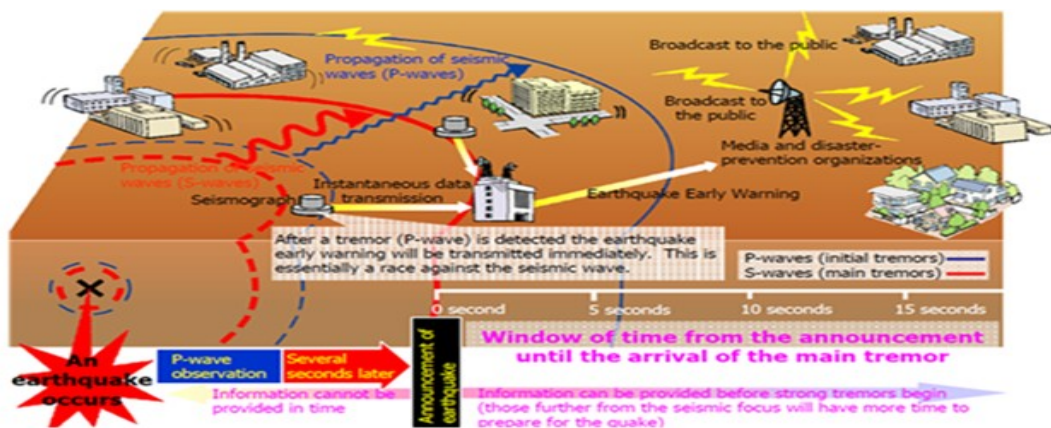 Broadcast to the public
Propagation of seismic
waves (P-waves)
Broadcast to
the public
Media and disaster-
prevention organizations
Propagation of seismic
waves (S-waves)
Instantaneous data
transmission
Seismograph
Earthquake Early Warning
After a tremor (P-wave) is detected the earthquake
early warning will be transmitted immediately. This is
essentially a race against the seismic wave.
P-waves (initial tremors)
S-waves (main tremors)
0 second
5 seconds
10 seconds
15 seconds
An
earthquake
occurs
P-wave
observation
Several
seconds later
Announcement of
earthquake
Window of time from the announcement
until the arrival of the main tremor
Information cannot be
provided in time
Information can be provided before strong tremors begin
(those further from the seismic focus will have more time to
prepare for the quake)